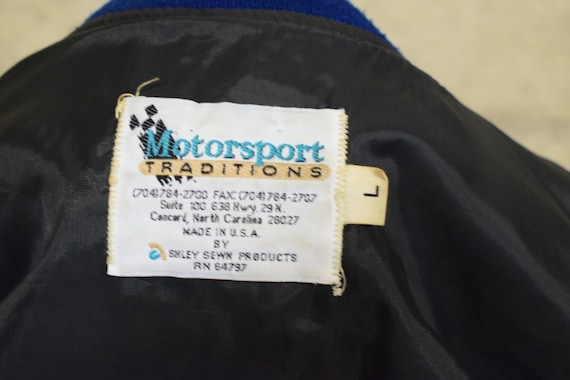 Motorsport
TRADITIONS
(704)784-2700 FAX:(704)784-2707
Suite 100 638 Hwy. 29 N.
Concord, North Carolina 28027
MADE IN U.S.A.
BY
SHLEY SEWN PRODUCTS
RN 64797
L